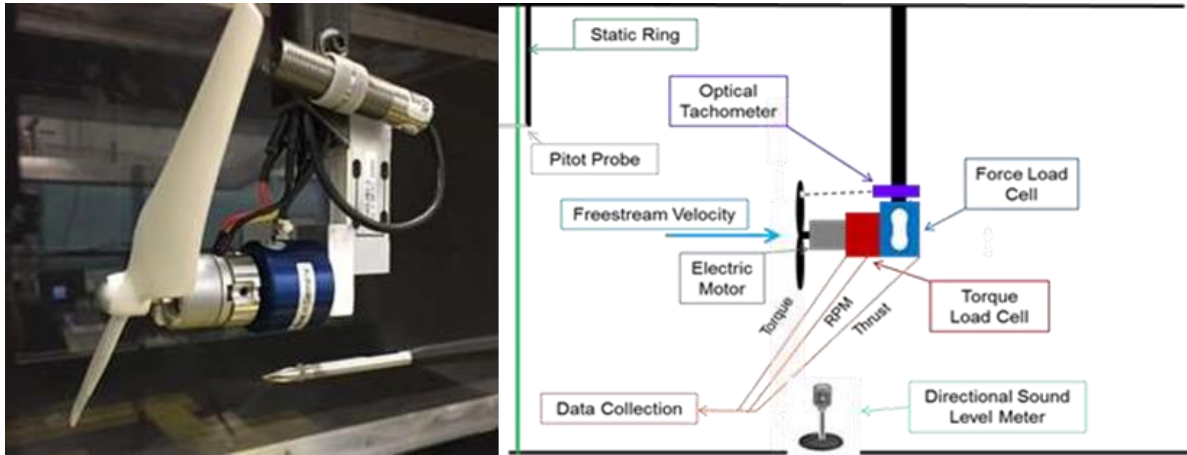 Static Ring
Optical
Tachometer
Pitot Probe
Force Load
Cell
Freestream Velocity
Electric
Motor
Torque
RPM
Thrust
Torque
Load Cell
Data Collection
Directional Sound
Level Meter